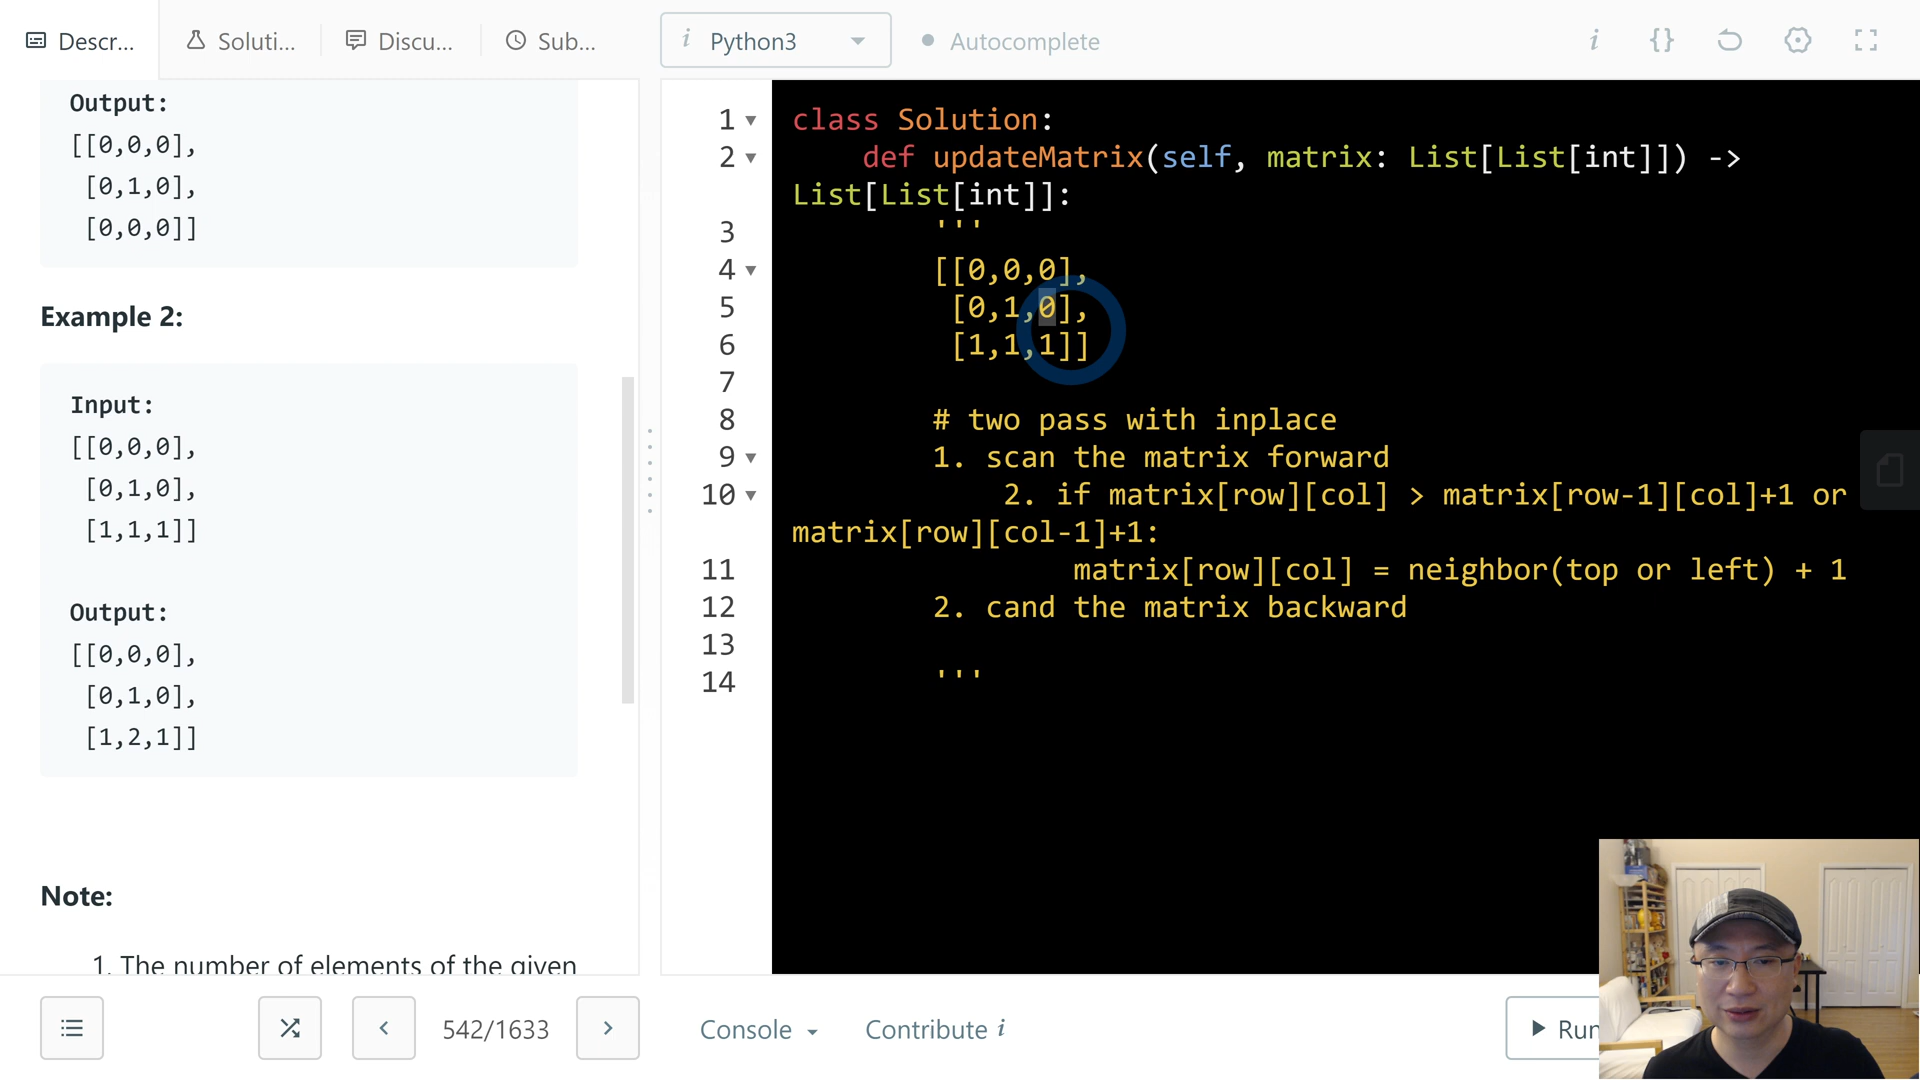 Descr...
Soluti...
Discu...
Sub...
i Python3
Autocomplete
i {}
Output:
[[0,0,0],
[0,1,0],
[0,0,0]]
Example 2:
Input:
[[0,0,0],
[0,1,0],
[1,1,1]]
Output:
[[0,0,0],
[0,1,0],
[1,2,1]]
Note:
1. The number of elements of the given
1 class Solution:
2 def updateMatrix(self, matrix: List[List[int]]) ->
List[List[int]]:
3 '''
4 [[0,0,0],
5 [0,1,0],
6 [1,1,1]]
7
8 # two pass with inplace
9 1. scan the matrix forward
10 2. if matrix[row][col] > matrix[row-1][col]+1 or
matrix[row][col-1]+1:
11 matrix[row][col] = neighbor(top or left) + 1
12 2. cand the matrix backward
13
14 '''
542/1633
Console
Contribute i
Run